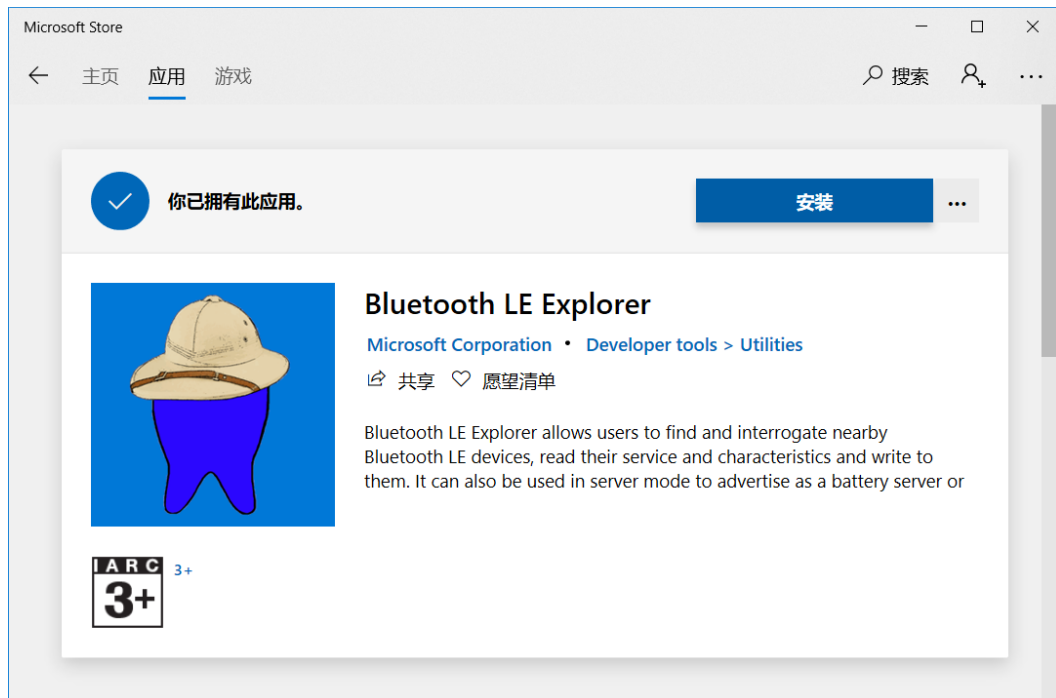 Microsoft Store
主页 应用 游戏 搜索
你已拥有此应用。 安装
Bluetooth LE Explorer
Microsoft Corporation • Developer tools > Utilities
共享 愿望清单
Bluetooth LE Explorer allows users to find and interrogate nearby
Bluetooth LE devices, read their service and characteristics and write to
them. It can also be used in server mode to advertise as a battery server or
IARC
3+
3+